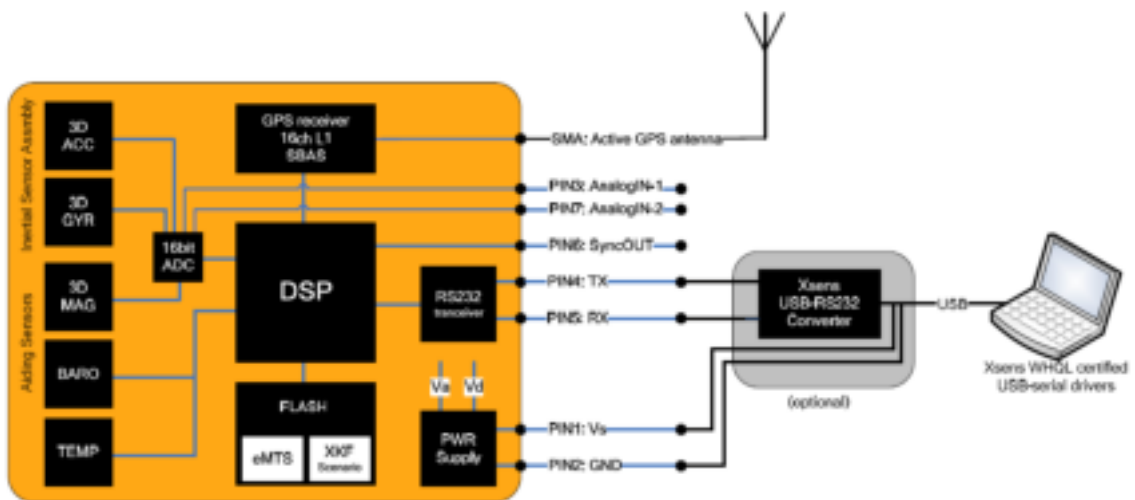 Inertial Sensor Assmbly
Aiding Sensors
3D
ACC
3D
GYR
3D
MAG
BARO
TEMP
16bit
ADC
GPS receiver
16ch L1
SBAS
DSP
FLASH
eMTS
XKF
Scenario
RS232
tranceiver
Va
Vd
PWR
Supply
SMA: Active GPS antenna
PIN3: AnalogIN-1
PIN7: AnalogIN-2
PIN6: SyncOUT
PIN4: TX
PIN5: RX
PIN1: Vs
PIN2: GND
Xsens
USB-RS232
Converter
(optional)
USB
Xsens WHQL certified
USB-serial drivers